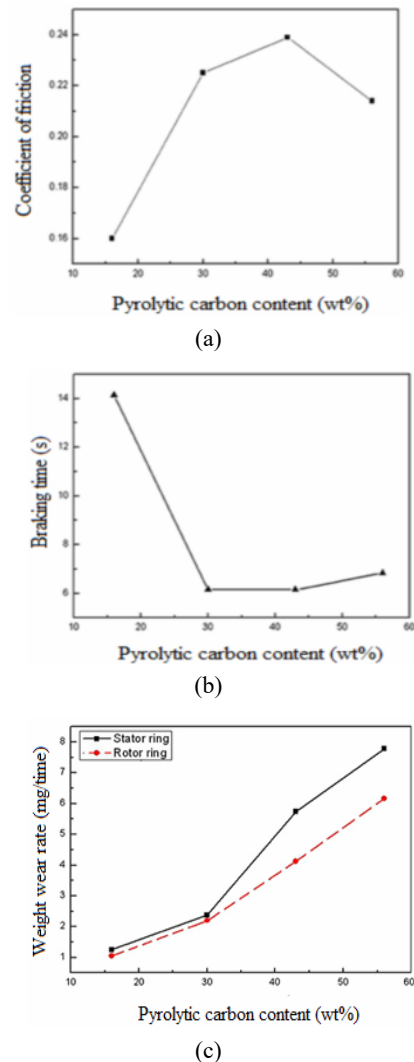 0.24
0.22
0.20
0.18
0.16
10 20 30 40 50 60
Coefficient of friction
Pyrolytic carbon content (wt%)
(a)
14
12
10
8
6
10 20 30 40 50 60
Braking time (s)
Pyrolytic carbon content (wt%)
(b)
Stator ring
Rotor ring
8
7
6
5
4
3
2
1
10 20 30 40 50 60
Weight wear rate (mg/time)
Pyrolytic carbon content (wt%)
(c)